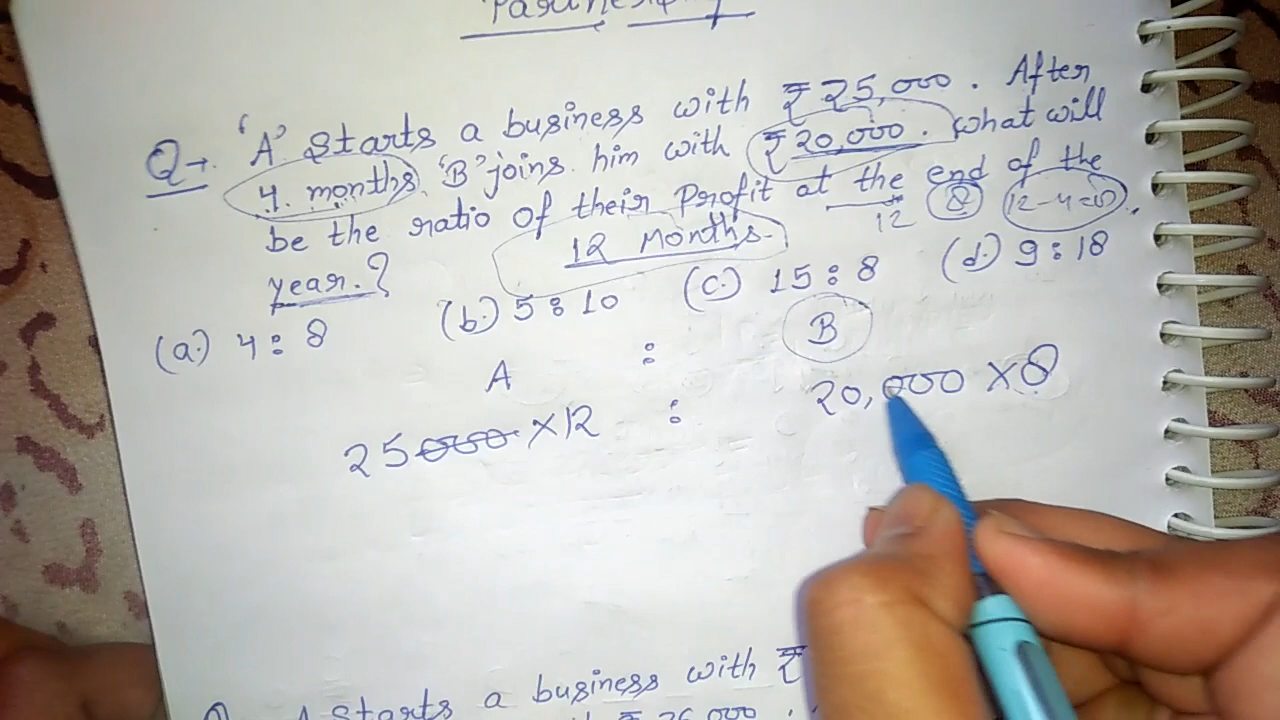 Partnership
Q→. 'A' Starts a business with ₹ 25,000. After
4. months, 'B' joins him with ₹20,000. what will
be the ratio of their Profit at the end of the
year.?
12 Months.
12 8 12-4=8
(a.) 4:8 (b.) 5:10 (c.) 15:8 (d.) 9:18
A : B
25000 ×12 : 20,000 ×8
Starts a business with ₹